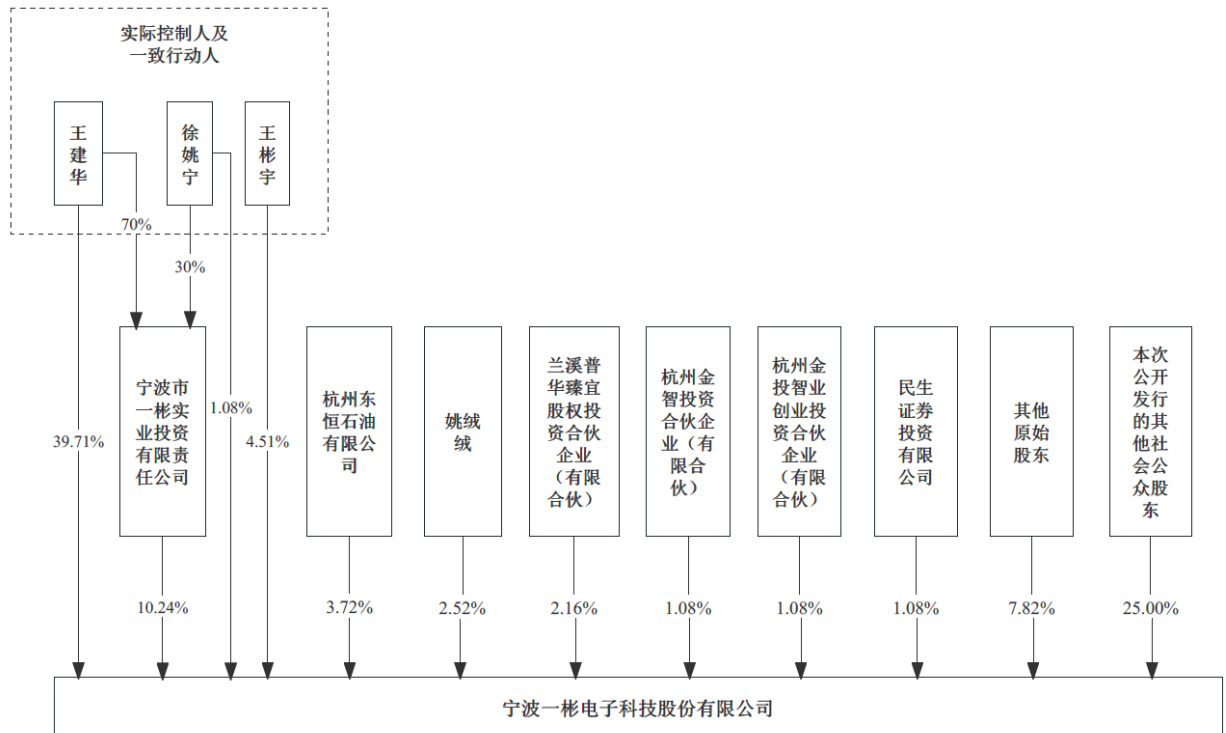 实际控制人及
一致行动人
王
建
华
徐
姚
宁
王
彬
宇
70%
30%
39.71%
1.08%
4.51%
宁波市
一彬实
业投资
有限责
任公司
杭州东
恒石油
有限公
司
姚绒
绒
兰溪普
华臻宜
股权投
资合伙
企业
（有限
合伙）
杭州金
智投资
合伙企
业（有
限合
伙）
杭州金
投智业
创业投
资合伙
企业
（有限
合伙）
民生
证券
投资
有限
公司
其他
原始
股东
本次
公开
发行
的其
他社
会公
众股
东
10.24%
3.72%
2.52%
2.16%
1.08%
1.08%
1.08%
7.82%
25.00%
宁波一彬电子科技股份有限公司